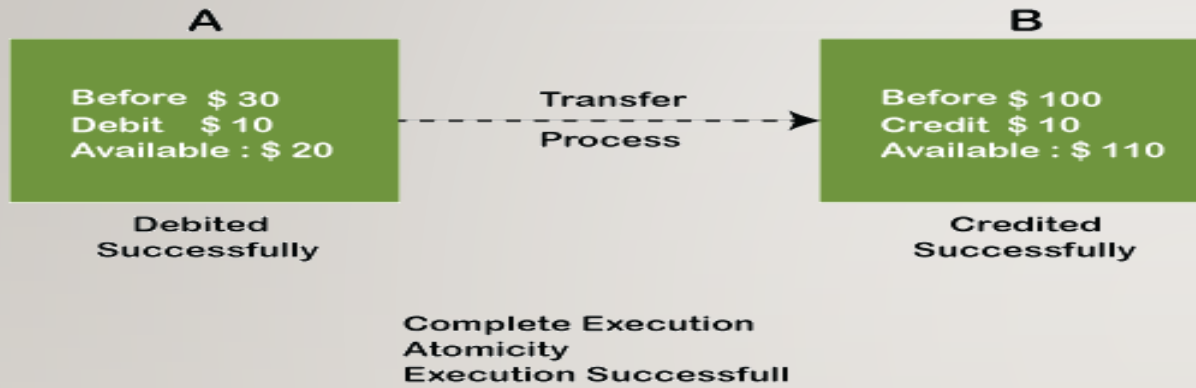 A
Before $ 30
Debit $ 10
Available : $ 20
Debited
Successfully
Transfer
Process
B
Before $ 100
Credit $ 10
Available : $ 110
Credited
Successfully
Complete Execution
Atomicity
Execution Successfull